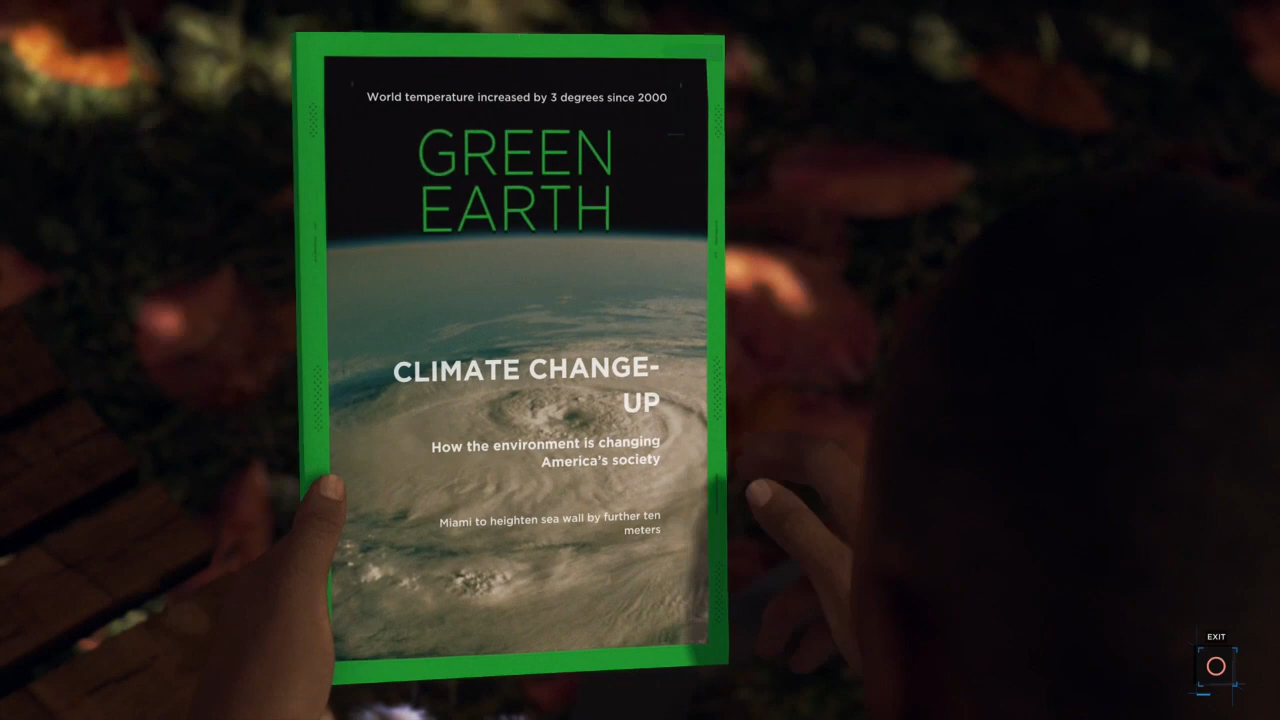 World temperature increased by 3 degrees since 2000
GREEN
EARTH
CLIMATE CHANGE-
UP
How the environment is changing
America's society
Miami to heighten sea wall by further ten
meters
EXIT